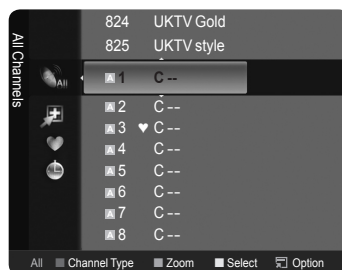 824 UKTV Gold
825 UKTV style
All Channels
All
A 1 C --
A 2 C --
A 3 ♥ C --
A 4 C --
A 5 C --
A 6 C --
A 7 C --
A 8 C --
All Channel Type Zoom Select Option